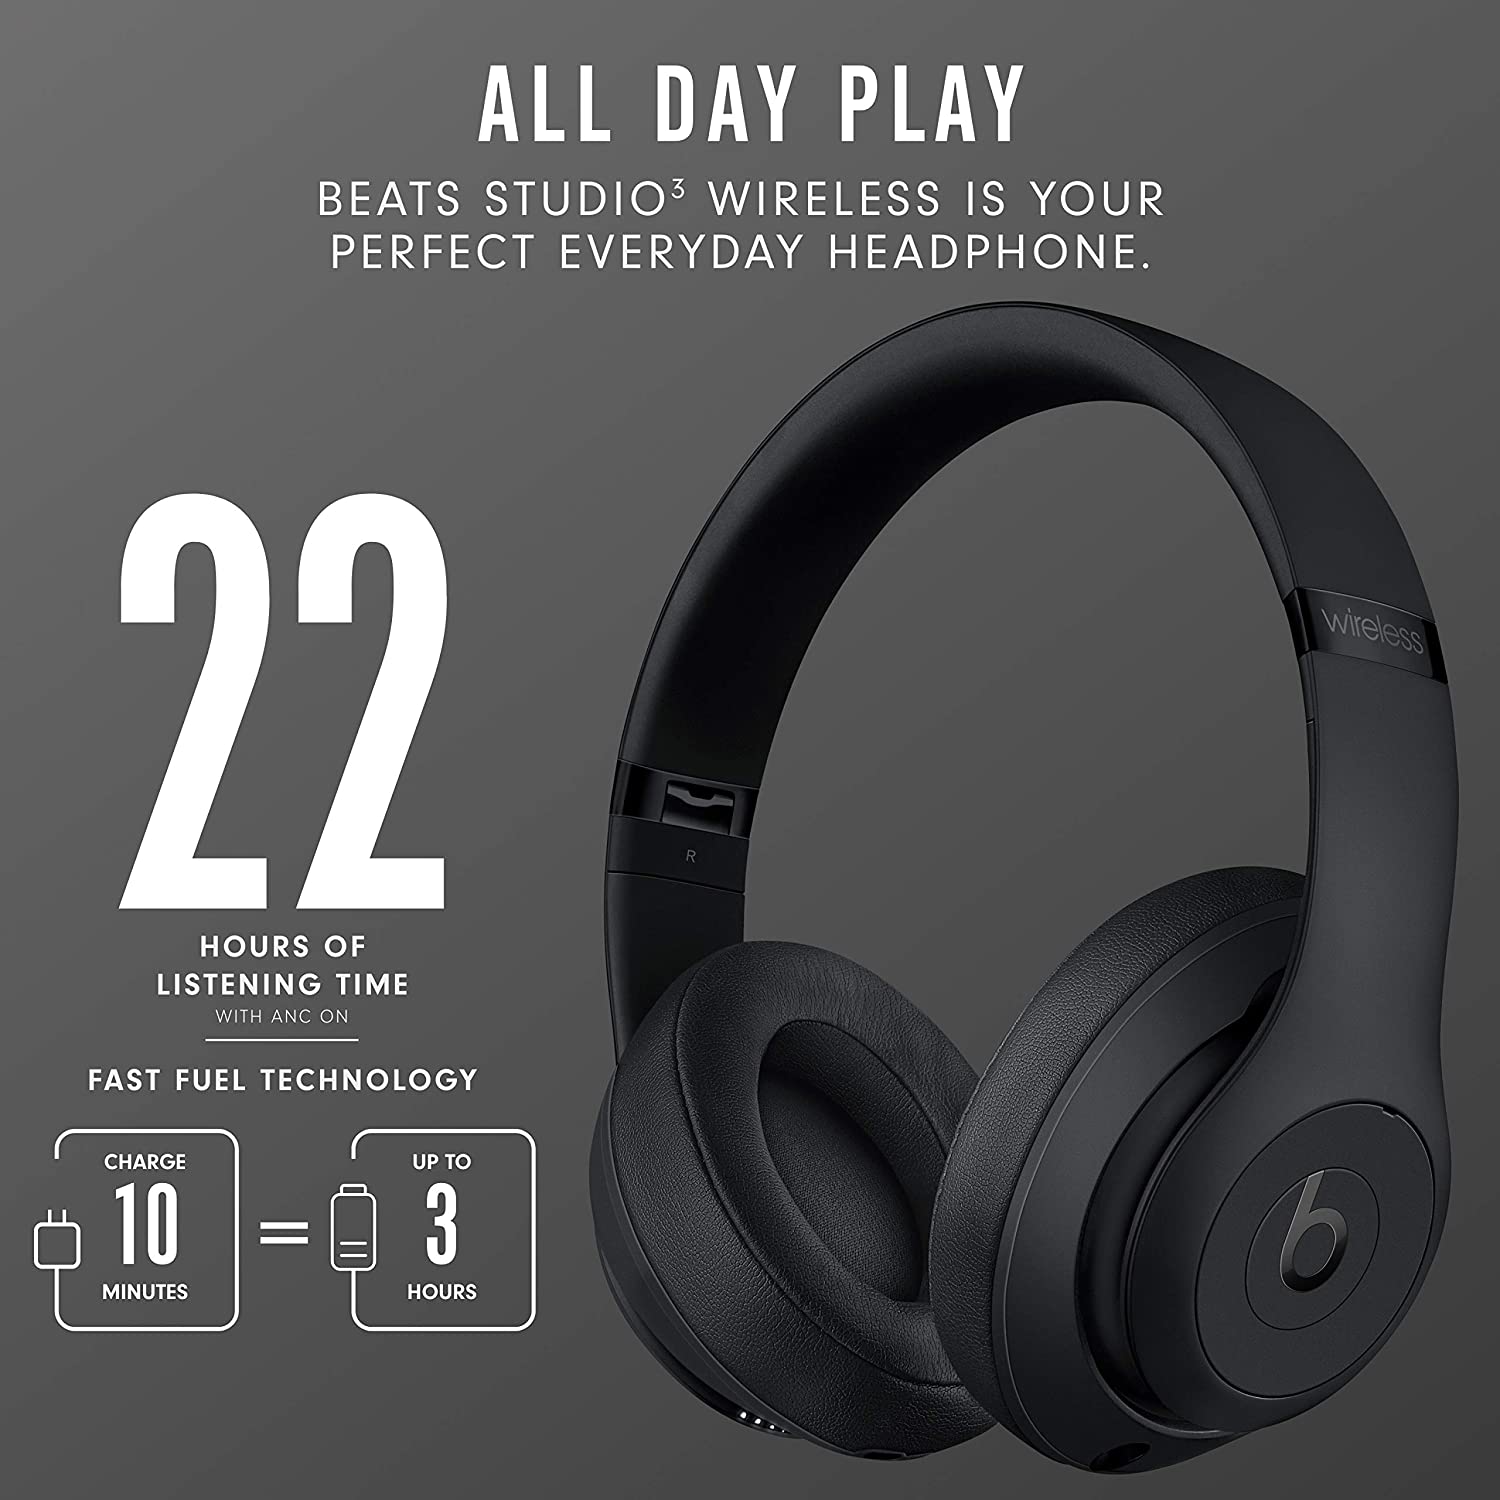 ALL DAY PLAY
BEATS STUDIO³ WIRELESS IS YOUR
PERFECT EVERYDAY HEADPHONE.
wireless
R
22
HOURS OF
LISTENING TIME
WITH ANC ON
FAST FUEL TECHNOLOGY
CHARGE
10
MINUTES
=
UP TO
3
HOURS
b